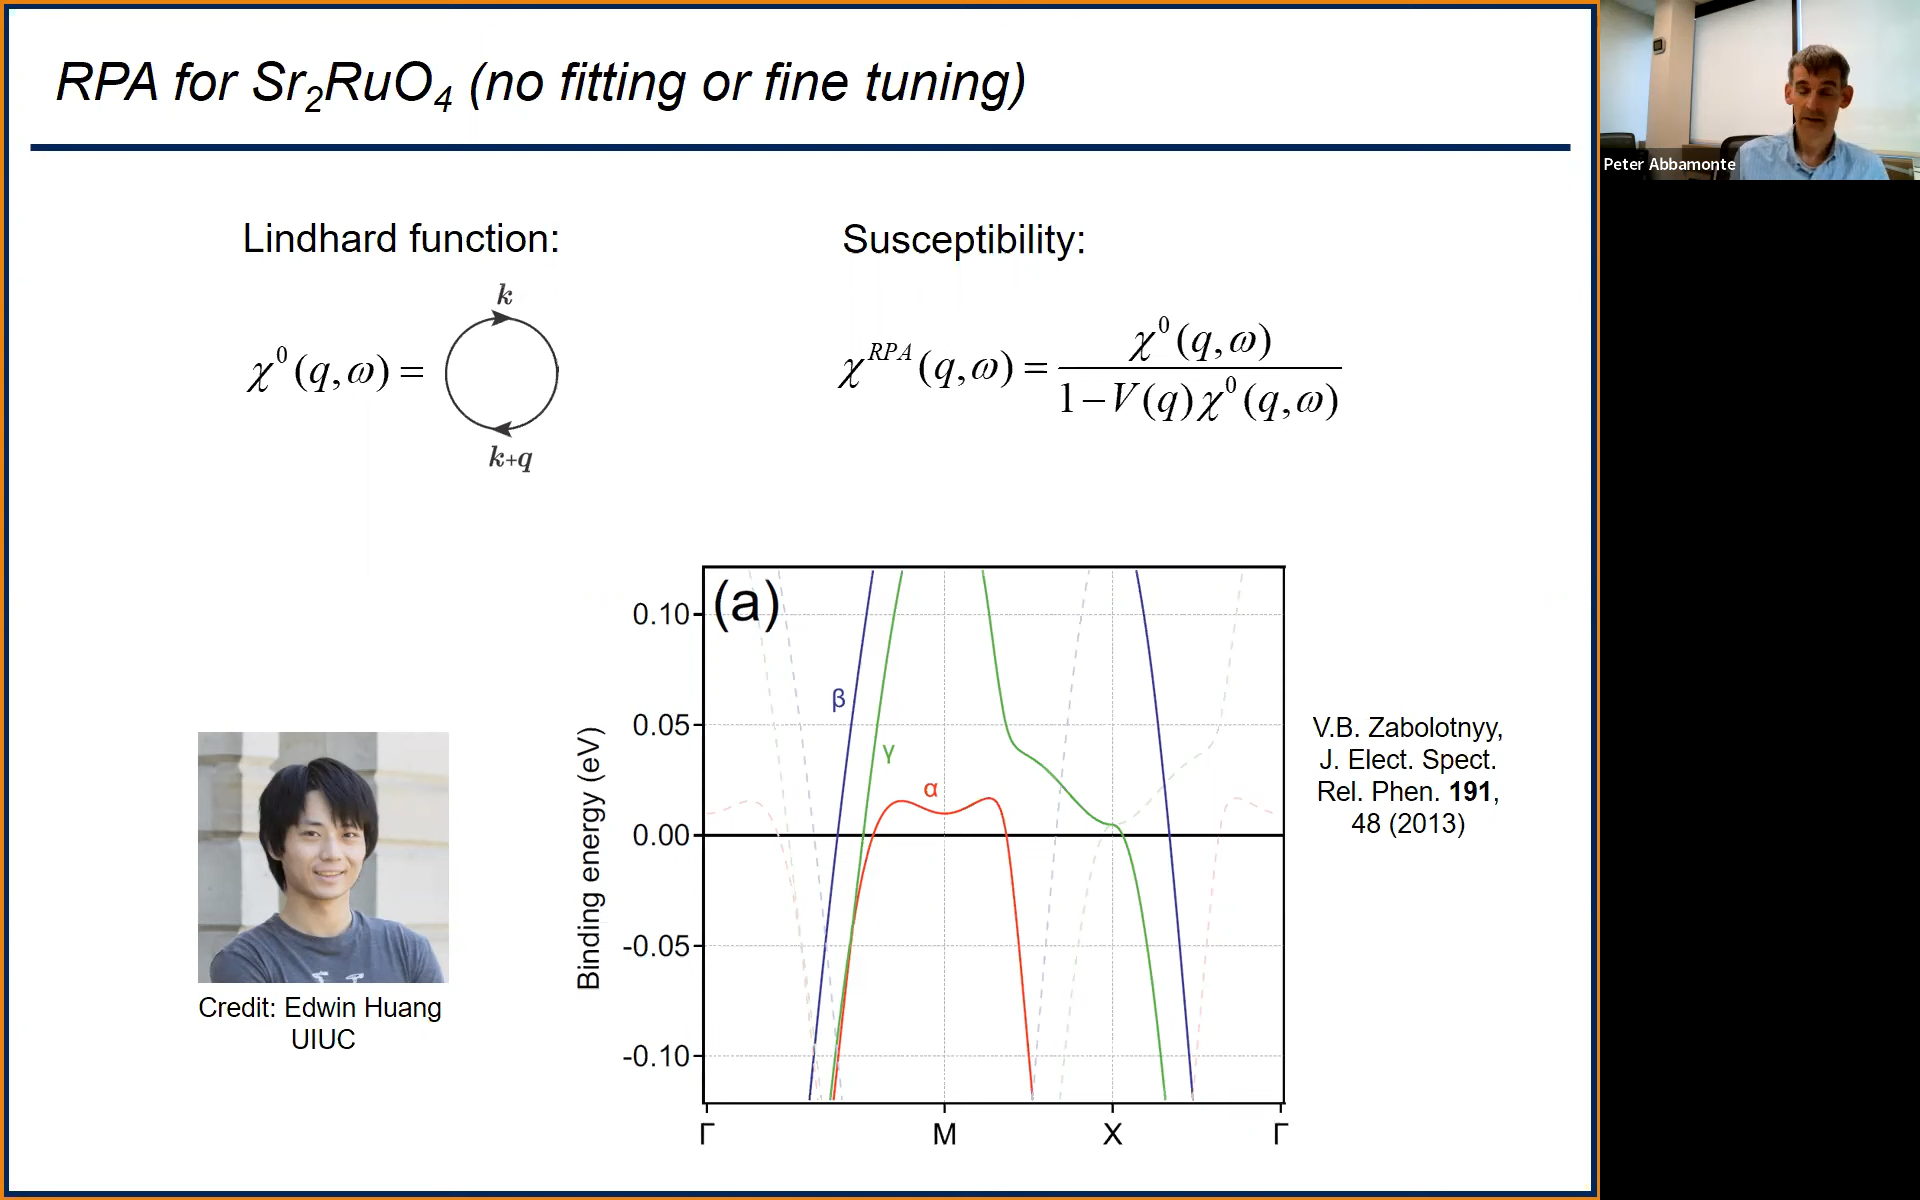 RPA for Sr₂RuO₄ (no fitting or fine tuning)
Peter Abbamonte
Lindhard function:
Susceptibility:
k
χ⁰(q,ω) =
k+q
χ^RPA(q,ω) = χ⁰(q,ω) / 1−V(q)χ⁰(q,ω)
(a)
0.10
0.05
0.00
-0.05
-0.10
Binding energy (eV)
β
γ
α
Γ M X Γ
V.B. Zabolotnyy,
J. Elect. Spect.
Rel. Phen. 191,
48 (2013)
Credit: Edwin Huang
UIUC